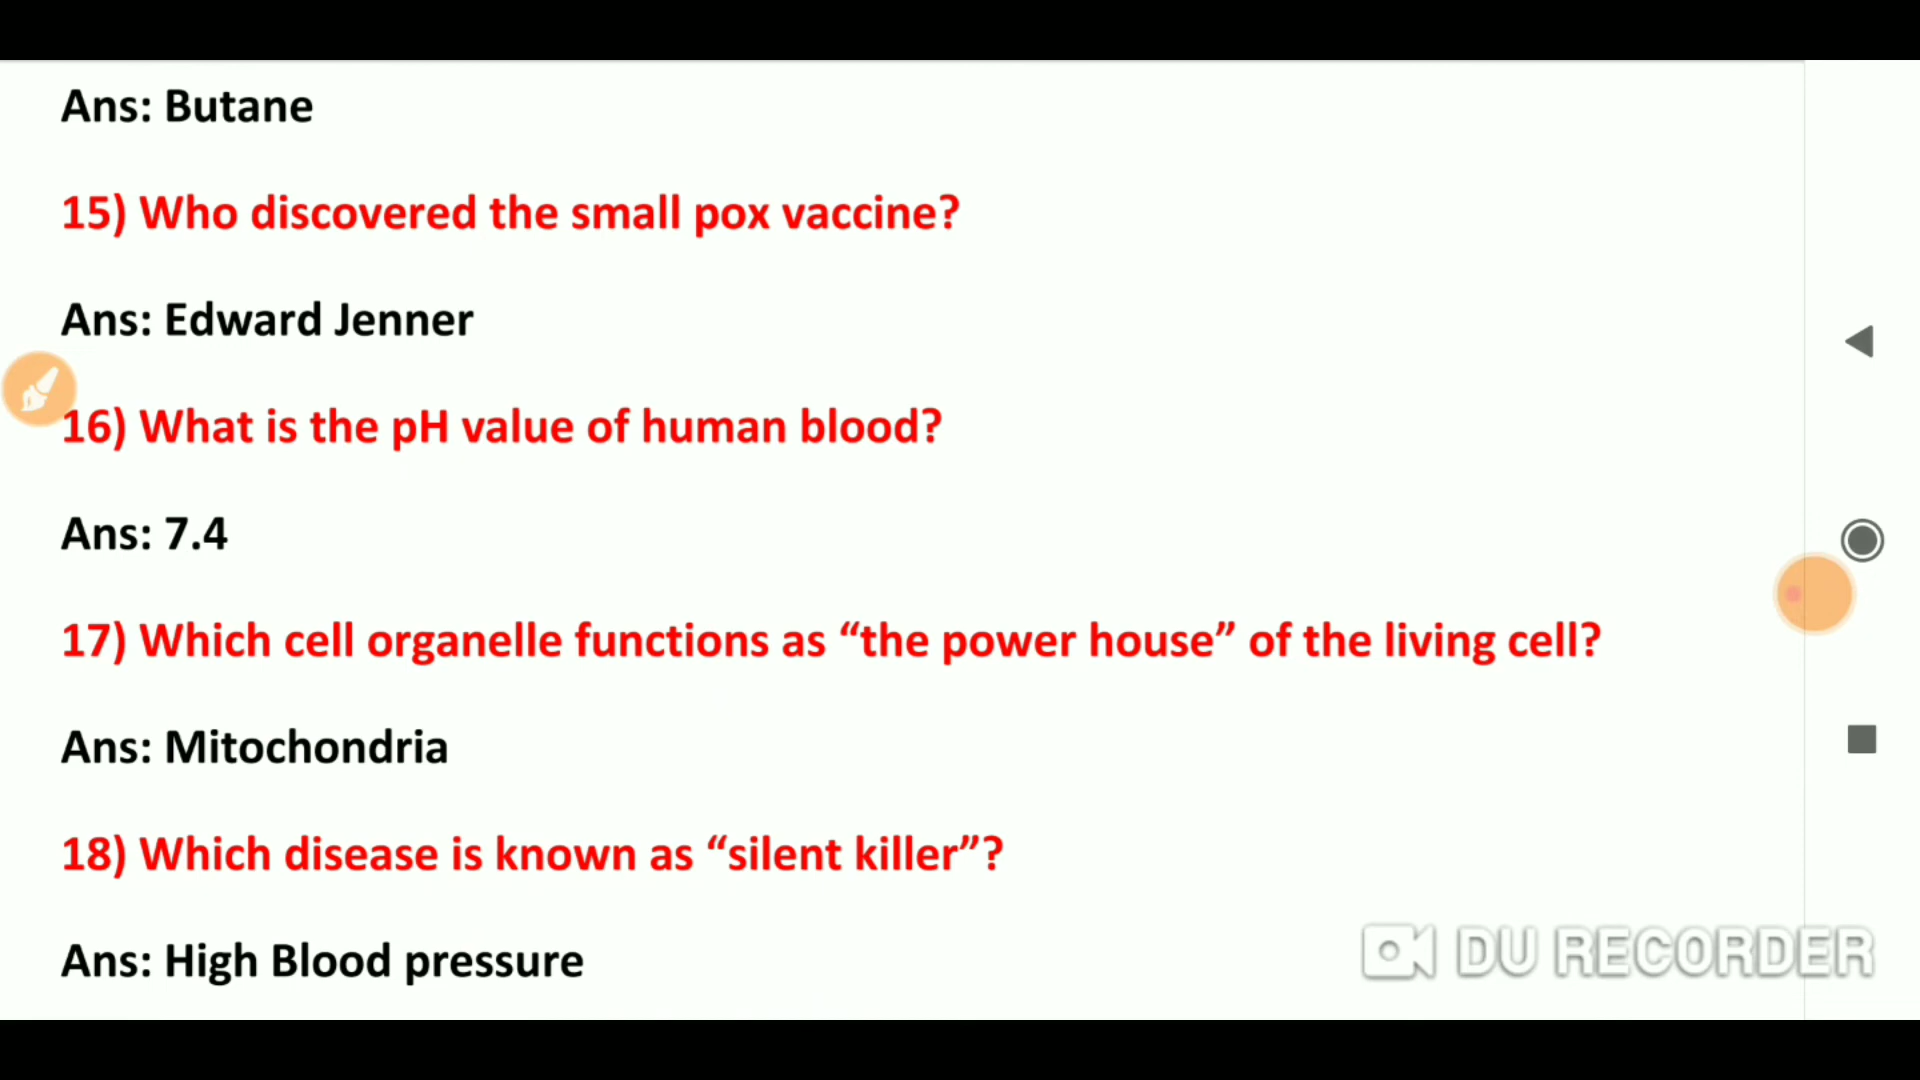 Ans: Butane
15) Who discovered the small pox vaccine?
Ans: Edward Jenner
16) What is the pH value of human blood?
Ans: 7.4
17) Which cell organelle functions as “the power house” of the living cell?
Ans: Mitochondria
18) Which disease is known as “silent killer”?
Ans: High Blood pressure
DU RECORDER